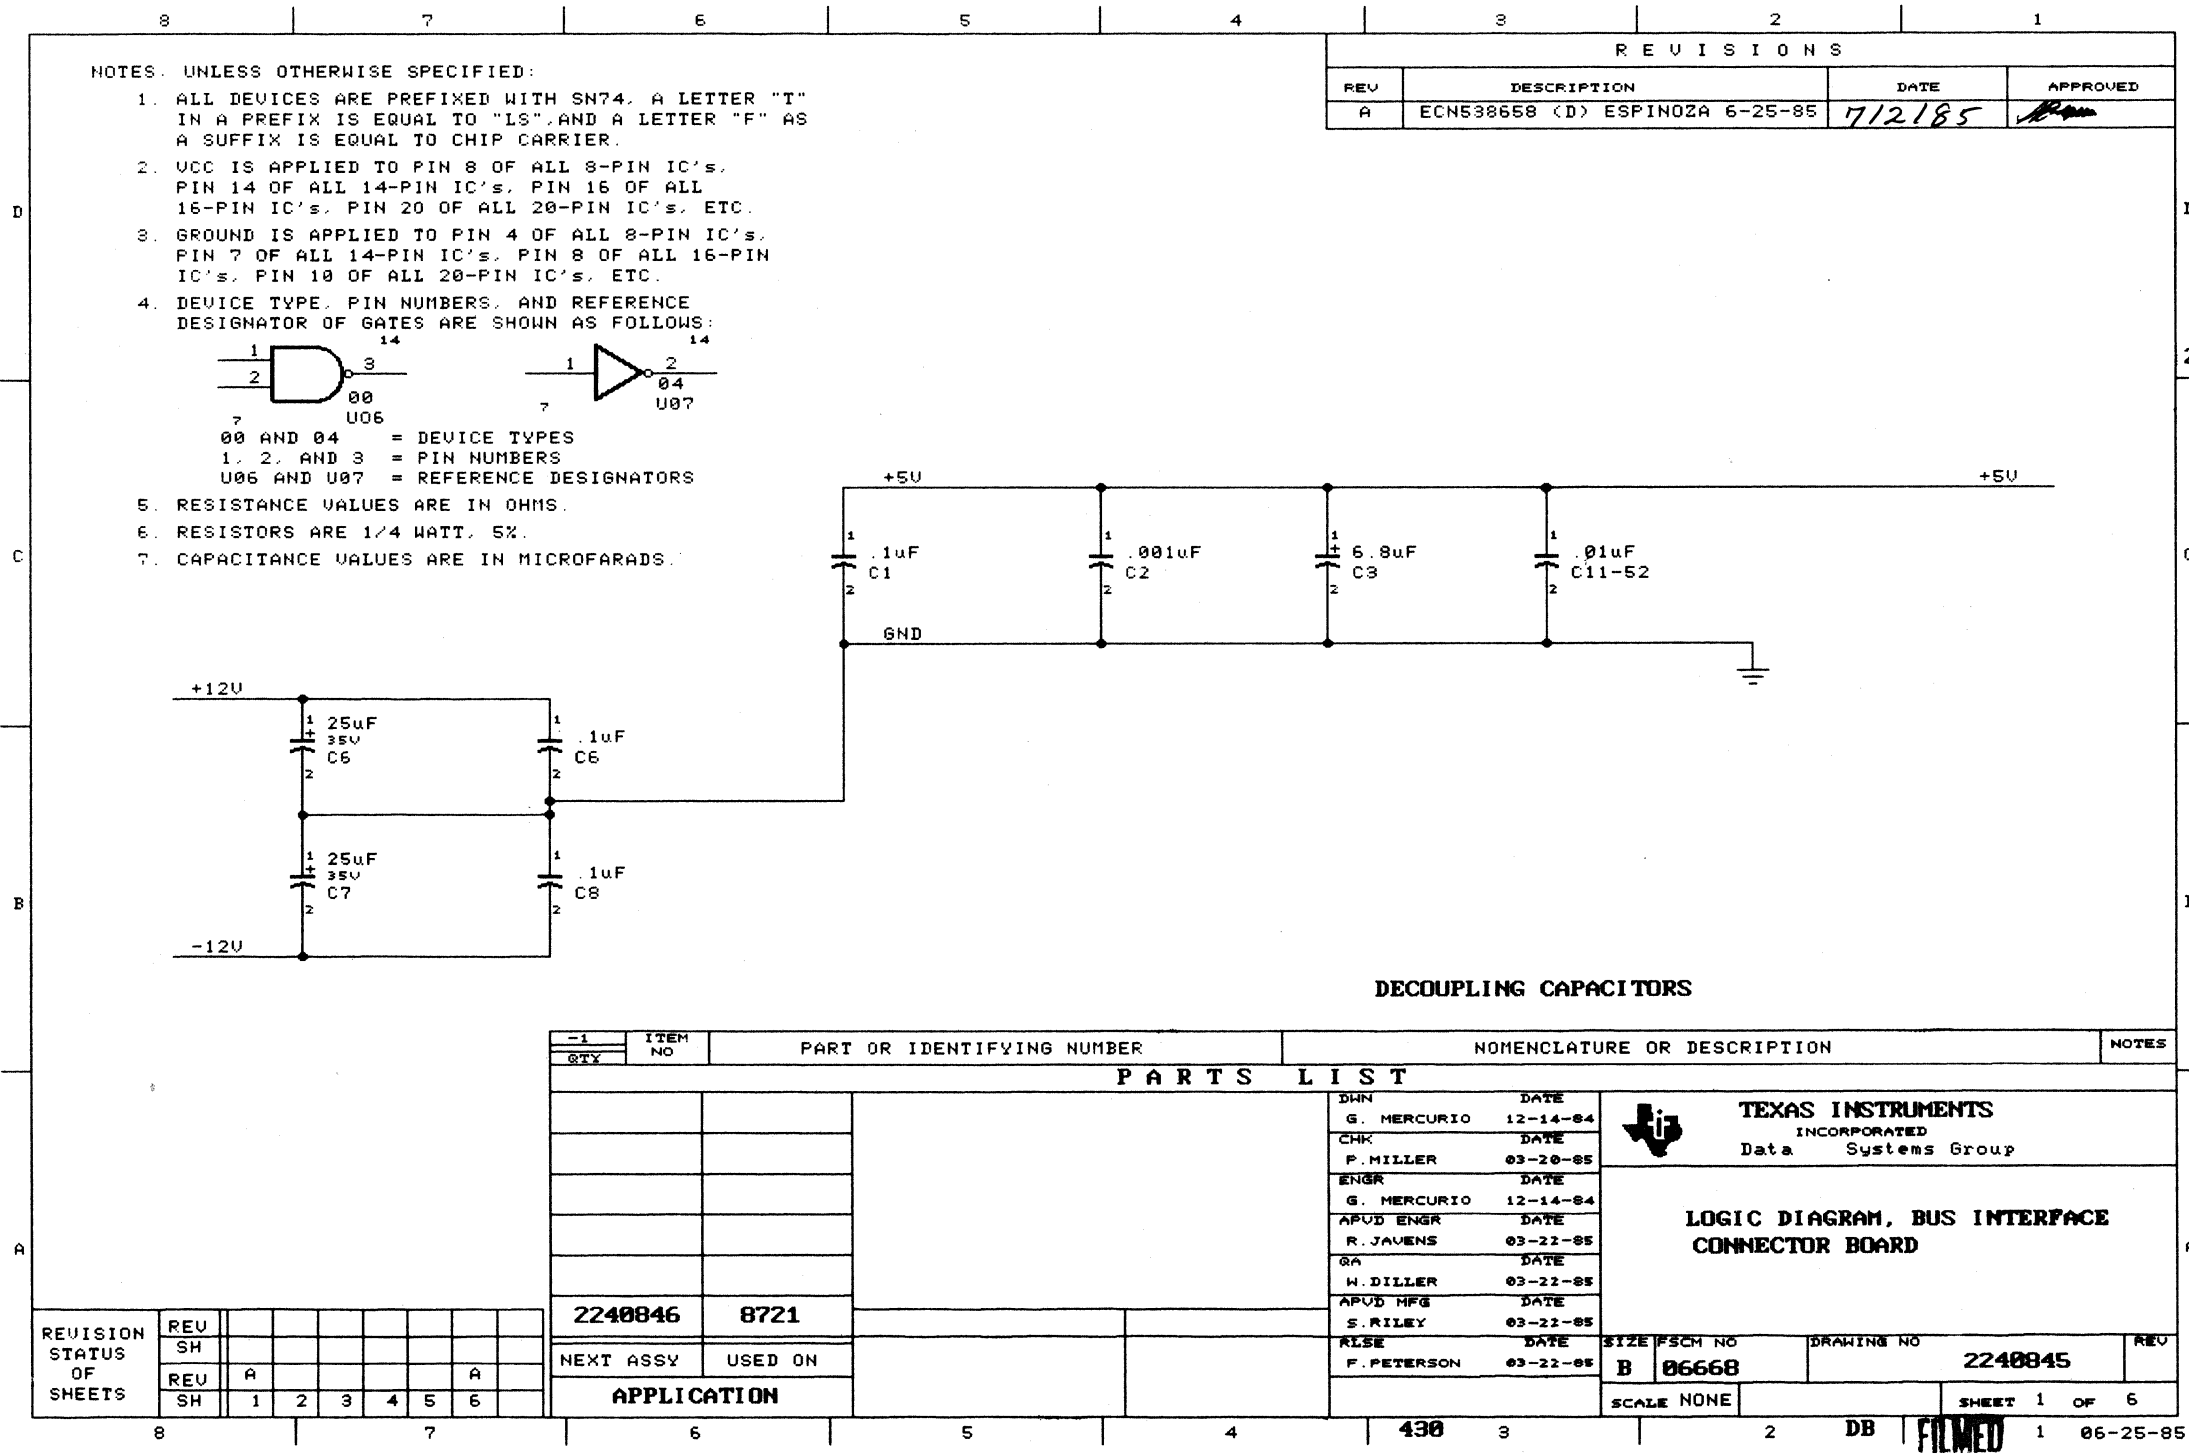 8 7 6 5 4 3 2 1
REVISIONS
REV DESCRIPTION DATE APPROVED
A ECN538658 (D) ESPINOZA 6-25-85 7/2/85
NOTES. UNLESS OTHERWISE SPECIFIED:
1. ALL DEVICES ARE PREFIXED WITH SN74, A LETTER "T"
IN A PREFIX IS EQUAL TO "LS",AND A LETTER "F" AS
A SUFFIX IS EQUAL TO CHIP CARRIER.
2. VCC IS APPLIED TO PIN 8 OF ALL 8-PIN IC's,
PIN 14 OF ALL 14-PIN IC's, PIN 16 OF ALL
16-PIN IC's, PIN 20 OF ALL 20-PIN IC's, ETC.
D
3. GROUND IS APPLIED TO PIN 4 OF ALL 8-PIN IC's,
PIN 7 OF ALL 14-PIN IC's, PIN 8 OF ALL 16-PIN
IC's, PIN 10 OF ALL 20-PIN IC's, ETC.
4. DEVICE TYPE, PIN NUMBERS, AND REFERENCE
DESIGNATOR OF GATES ARE SHOWN AS FOLLOWS:
14 14
1 3 1 2
2 04
00 7 U07
7 U06
00 AND 04 = DEVICE TYPES
1, 2, AND 3 = PIN NUMBERS
U06 AND U07 = REFERENCE DESIGNATORS
5. RESISTANCE VALUES ARE IN OHMS.
6. RESISTORS ARE 1/4 WATT, 5%.
7. CAPACITANCE VALUES ARE IN MICROFARADS.
C
+5V +5V
1 1 1 1
.1uF .001uF + 6.8uF .01uF
C1 C2 C3 C11-52
2 2 2 2
GND
+12V
1 25uF 1
+ 35V .1uF
C6 C6
2 2
1 25uF 1
+ 35V .1uF
C7 C8
2 2
B
-12V
DECOUPLING CAPACITORS
-1 ITEM NO PART OR IDENTIFYING NUMBER NOMENCLATURE OR DESCRIPTION NOTES
QTY
PARTS LIST
DWN DATE
G. MERCURIO 12-14-84
CHK DATE
P.MILLER 03-20-85
ENGR DATE
G. MERCURIO 12-14-84
APVD ENGR DATE
R.JAVENS 03-22-85
QA DATE
W.DILLER 03-22-85
APVD MFG DATE
S.RILEY 03-22-85
RLSE DATE
F.PETERSON 03-22-85
TEXAS INSTRUMENTS
INCORPORATED
Data Systems Group
LOGIC DIAGRAM, BUS INTERFACE
CONNECTOR BOARD
A
SIZE FSCM NO DRAWING NO REV
B 06668 2240845
SCALE NONE SHEET 1 OF 6
2240846 8721
NEXT ASSY USED ON
APPLICATION
REVISION STATUS OF SHEETS
REV
SH
REV A A
SH 1 2 3 4 5 6
8 7 6 5 4 430 3 2 DB FILMED 1 06-25-85